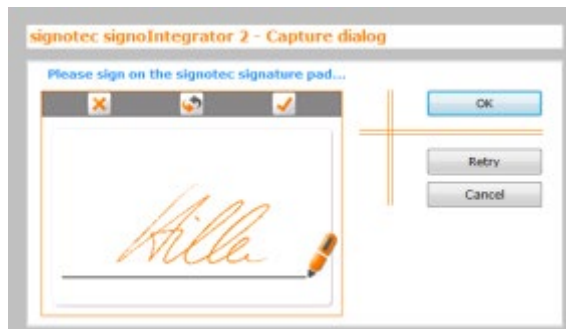 signotec signoIntegrator 2 - Capture dialog
Please sign on the signotec signature pad...
OK
Retry
Cancel